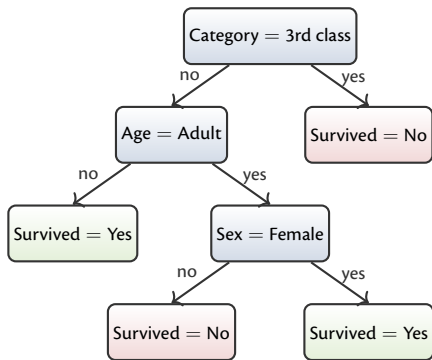 Category = 3rd class
no
yes
Age = Adult
Survived = No
no
yes
Survived = Yes
Sex = Female
no
yes
Survived = No
Survived = Yes